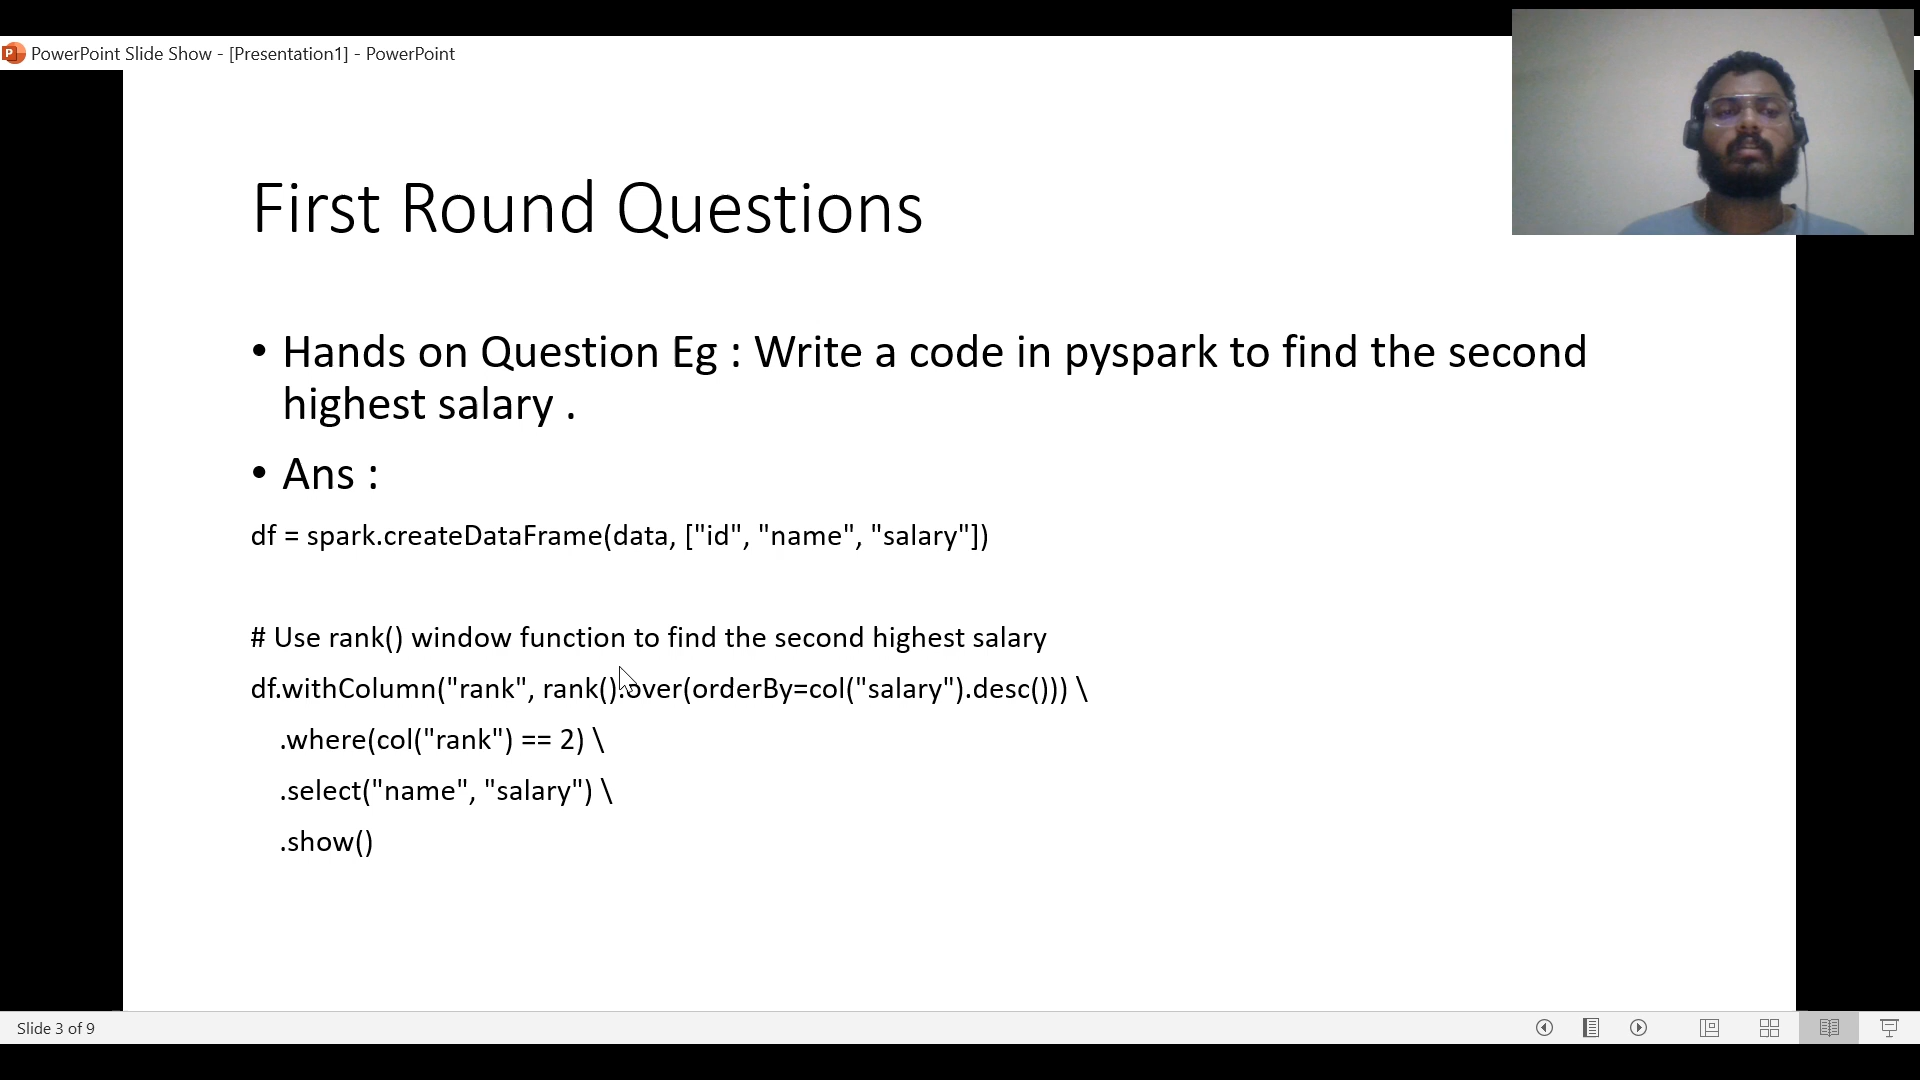 PowerPoint Slide Show - [Presentation1] - PowerPoint
First Round Questions
• Hands on Question Eg : Write a code in pyspark to find the second
highest salary .
• Ans :
df = spark.createDataFrame(data, ["id", "name", "salary"])
# Use rank() window function to find the second highest salary
df.withColumn("rank", rank().over(orderBy=col("salary").desc())) \
.where(col("rank") == 2) \
.select("name", "salary") \
.show()
Slide 3 of 9